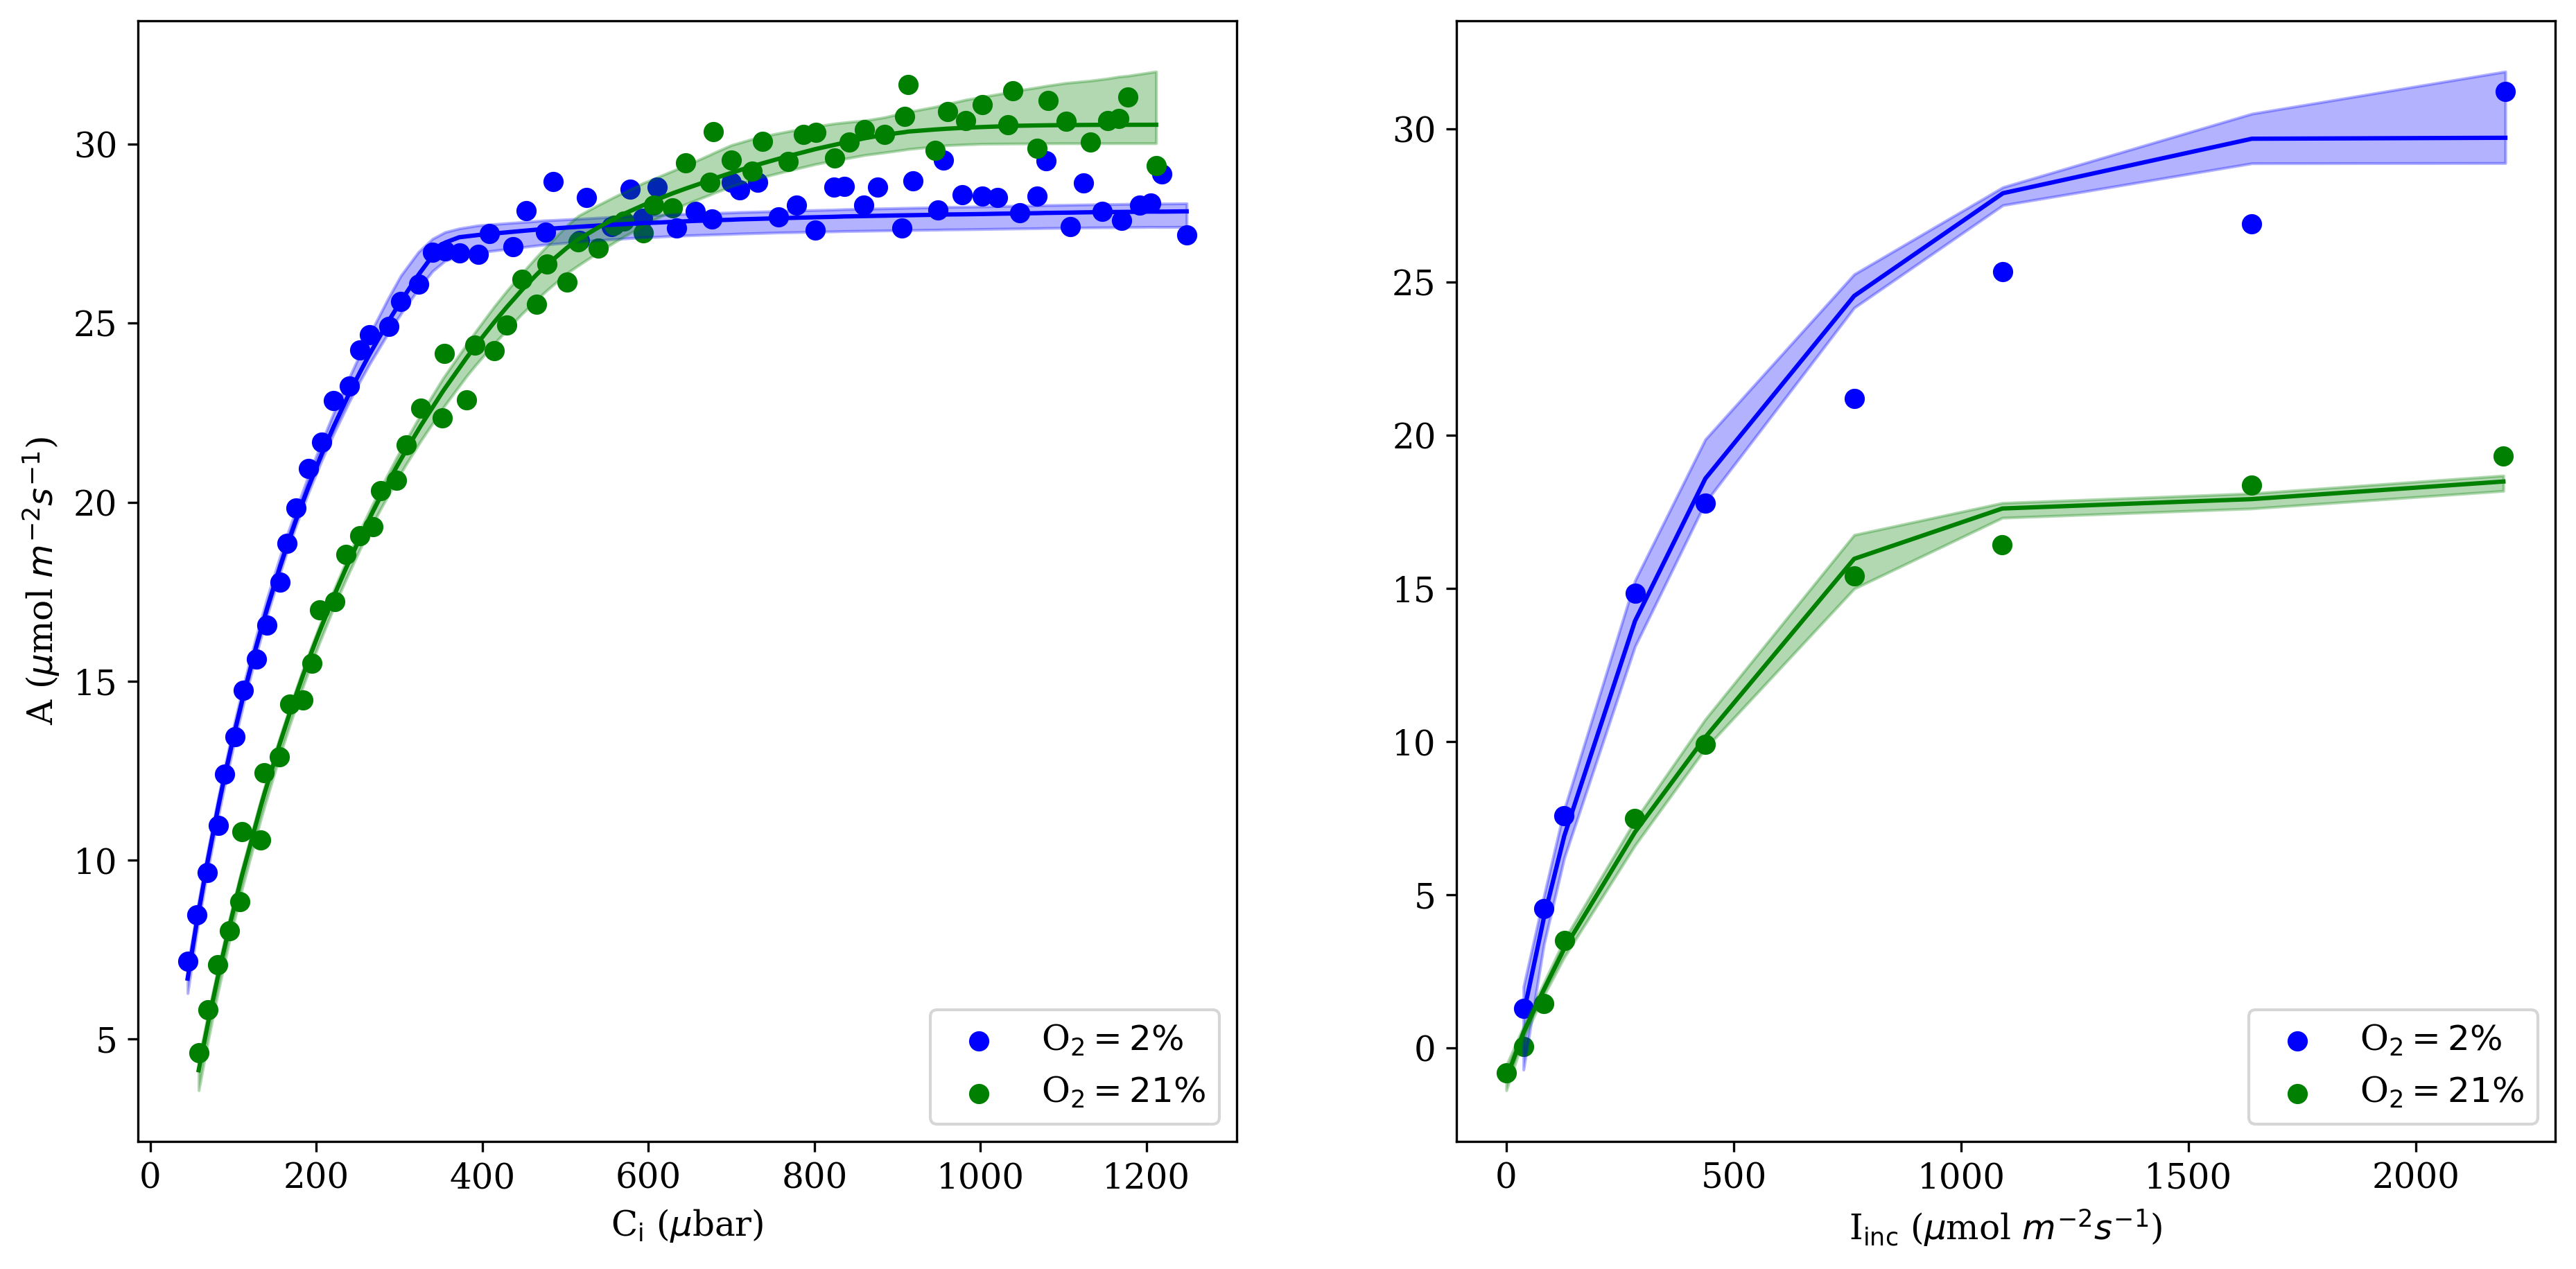 A (μmol m⁻²s⁻¹)
30
25
20
15
10
5
0 200 400 600 800 1000 1200
Cᵢ (μbar)
O₂ = 2%
O₂ = 21%
30
25
20
15
10
5
0
0 500 1000 1500 2000
I_inc (μmol m⁻²s⁻¹)
O₂ = 2%
O₂ = 21%